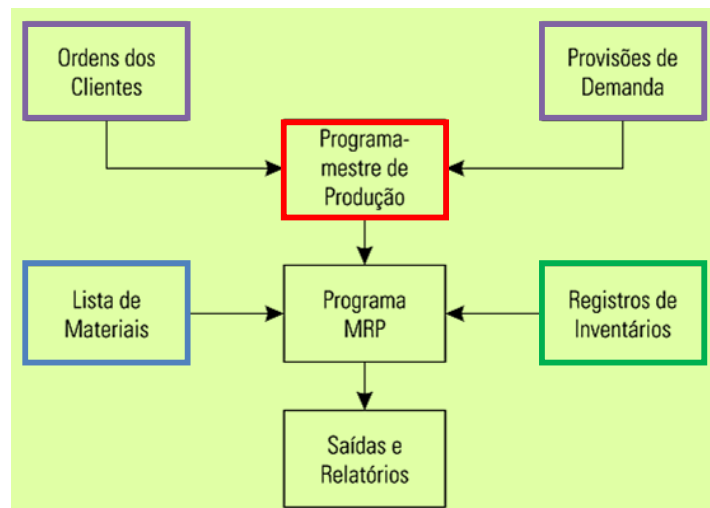 Ordens dos
Clientes
Provisões de
Demanda
Programa-
mestre de
Produção
Lista de
Materiais
Programa
MRP
Registros de
Inventários
Saídas e
Relatórios